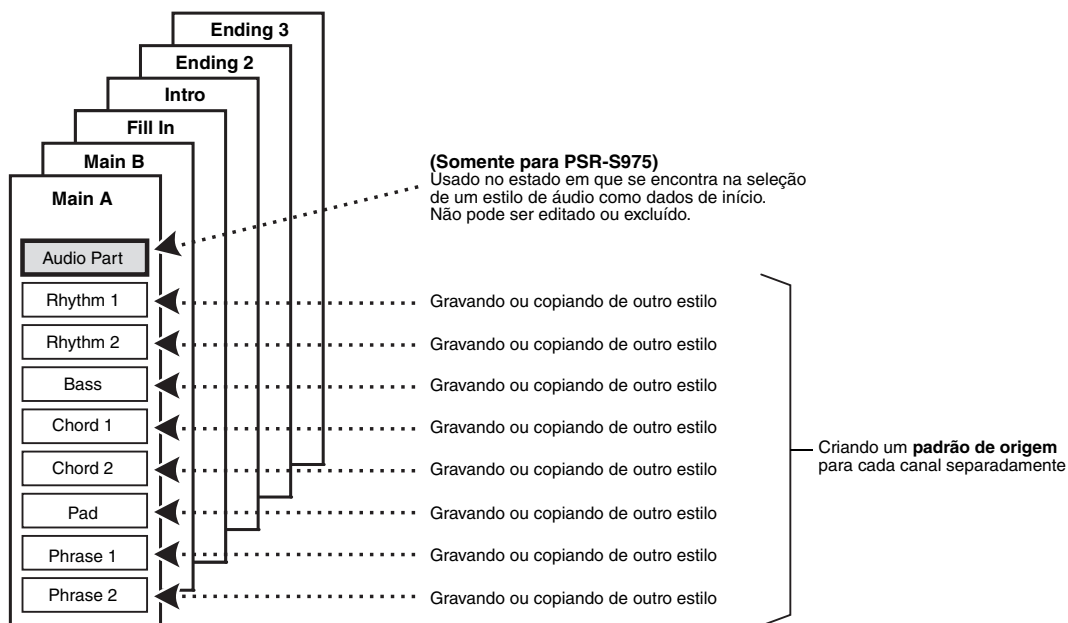 Ending 3
Ending 2
Intro
Fill In
Main B
Main A
(Somente para PSR-S975)
Usado no estado em que se encontra na seleção
de um estilo de áudio como dados de início.
Não pode ser editado ou excluído.
Audio Part
Rhythm 1
Gravando ou copiando de outro estilo
Rhythm 2
Gravando ou copiando de outro estilo
Bass
Gravando ou copiando de outro estilo
Chord 1
Gravando ou copiando de outro estilo
Chord 2
Gravando ou copiando de outro estilo
Pad
Gravando ou copiando de outro estilo
Phrase 1
Gravando ou copiando de outro estilo
Phrase 2
Gravando ou copiando de outro estilo
Criando um padrão de origem
para cada canal separadamente